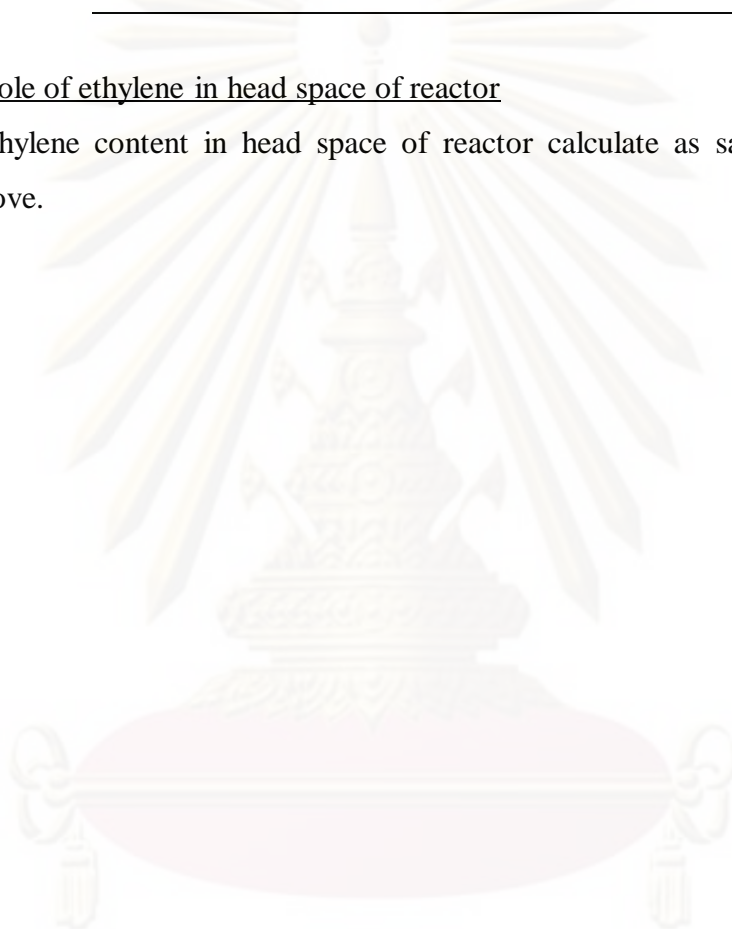 ole of ethylene in head space of reactor
hylene content in head space of reactor calculate as sa
ove.